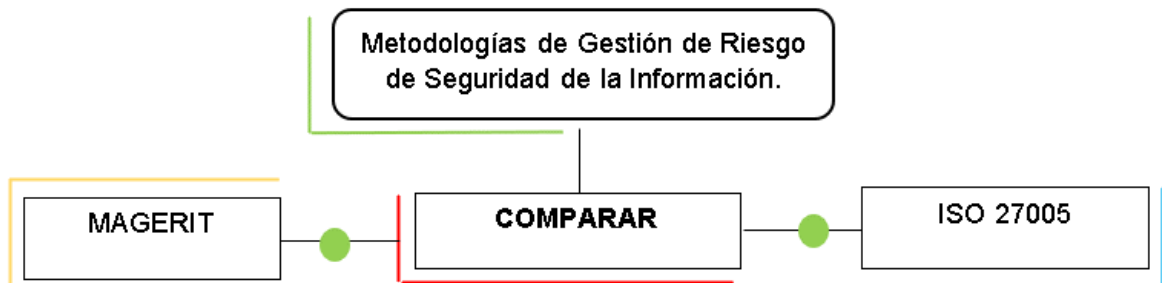 Metodologías de Gestión de Riesgo
de Seguridad de la Información.
MAGERIT
COMPARAR
ISO 27005